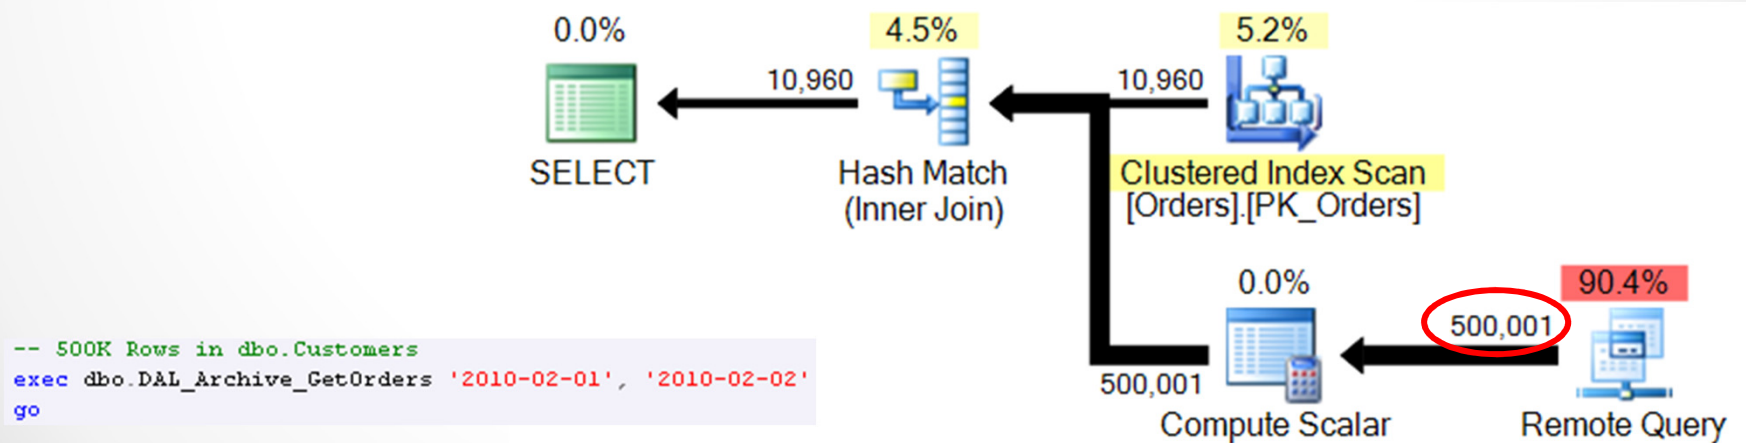 0.0%
4.5%
5.2%
10,960
10,960
SELECT
Hash Match
(Inner Join)
Clustered Index Scan
[Orders].[PK_Orders]
0.0%
90.4%
500,001
500,001
Compute Scalar
Remote Query
-- 500K Rows in dbo.Customers
exec dbo.DAL_Archive_GetOrders '2010-02-01', '2010-02-02'
go